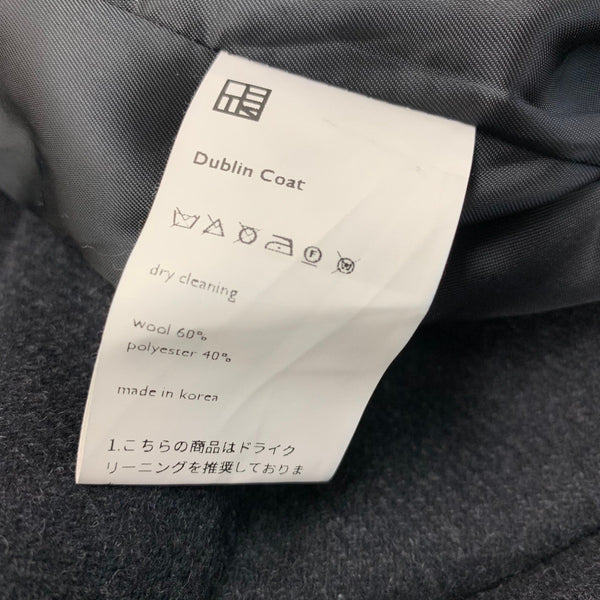 Dublin Coat
F
W
dry cleaning
wool 60%
polyester 40%
made in korea
1.こちらの商品はドライク
リーニングを推奨しておりま